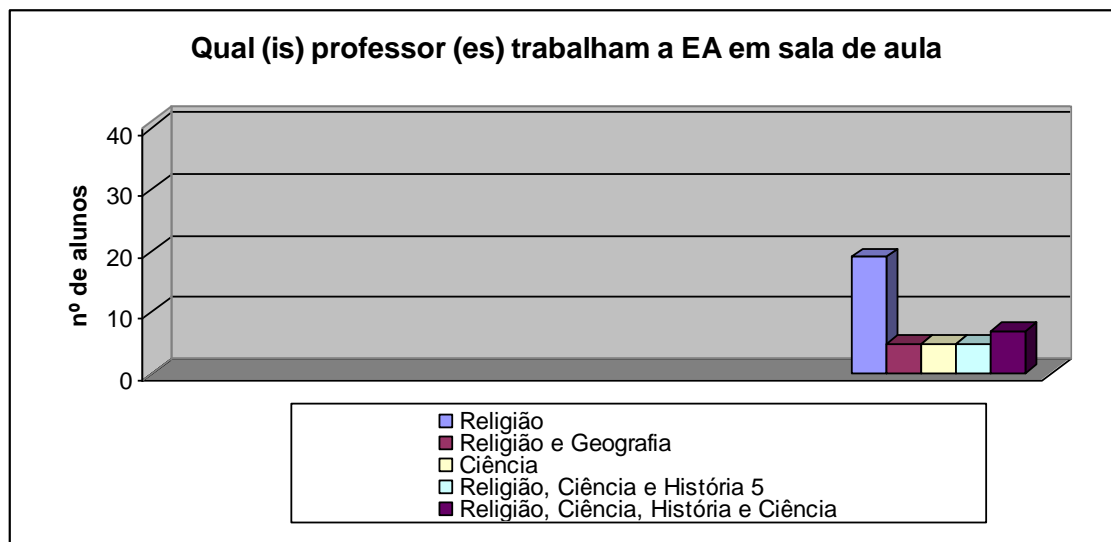 Qual (is) professor (es) trabalham a EA em sala de aula
nº de alunos
40
30
20
10
0
Religião
Religião e Geografia
Ciência
Religião, Ciência e História 5
Religião, Ciência, História e Ciência